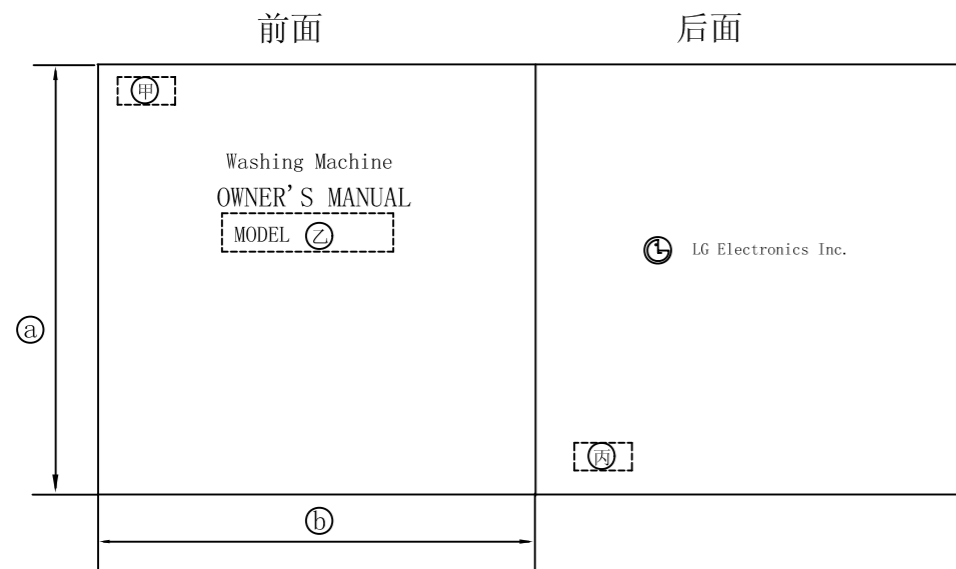 前面
后面
甲
Washing Machine
OWNER'S MANUAL
MODEL 乙
LG Electronics Inc.
ⓐ
丙
ⓑ